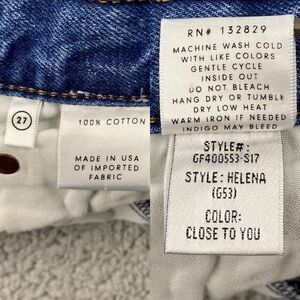 27
100% COTTON
MADE IN USA
OF IMPORTED
FABRIC
RN# 132829
MACHINE WASH COLD
WITH LIKE COLORS
GENTLE CYCLE
INSIDE OUT
DO NOT BLEACH
HANG DRY OR TUMBLE
DRY LOW HEAT
WARM IRON IF NEEDED
INDIGO MAY BLEED
STYLE#:
GF400553-S17
STYLE: HELENA
(G53)
COLOR:
CLOSE TO YOU